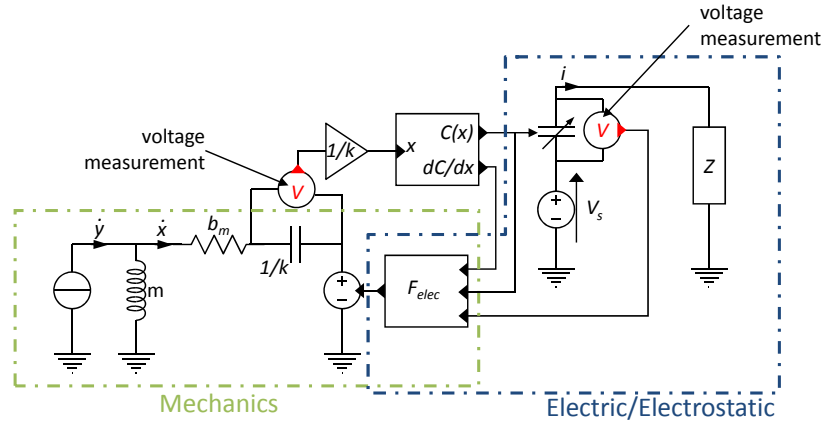 voltage
measurement
i
voltage
measurement
1/k
x
C(x)
dC/dx
V
V
Z
+
−
V_s
ẏ
ẋ
b_m
1/k
m
+
−
F_elec
Mechanics
Electric/Electrostatic